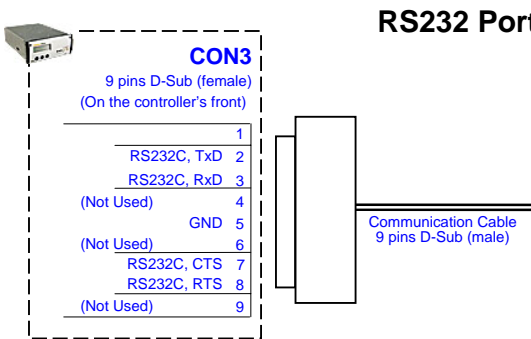 RS232 Port
CON3
9 pins D-Sub (female)
(On the controller's front)
1
RS232C, TxD 2
RS232C, RxD 3
(Not Used) 4
GND 5
(Not Used) 6
RS232C, CTS 7
RS232C, RTS 8
(Not Used) 9
Communication Cable
9 pins D-Sub (male)